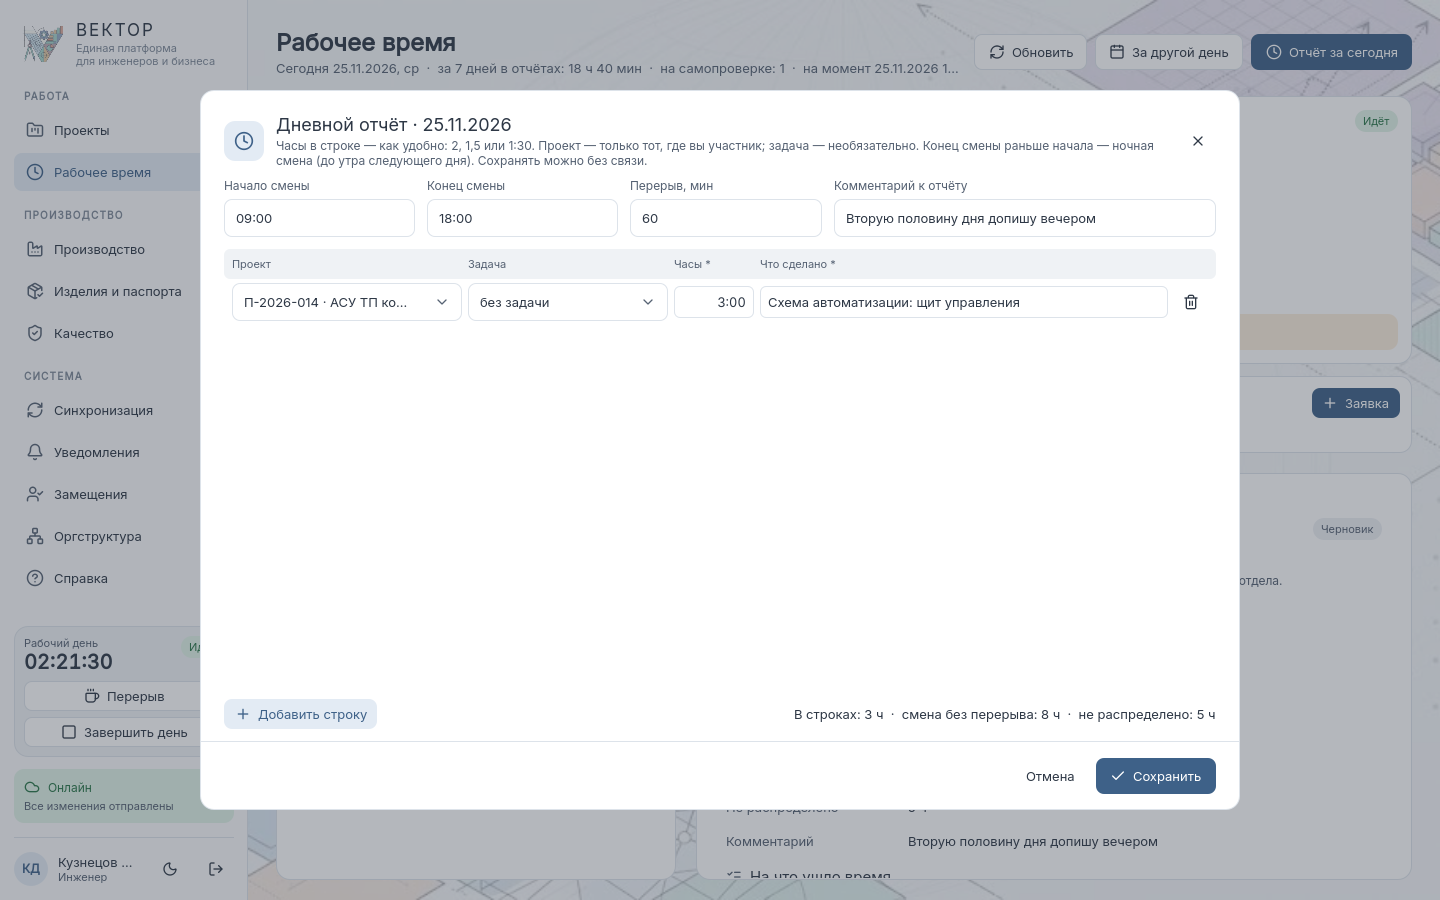 ВЕКТОР
Единая платформа
для инженеров и бизнеса
РАБОТА
Проекты
Рабочее время
ПРОИЗВОДСТВО
Производство
Изделия и паспорта
Качество
СИСТЕМА
Синхронизация
Уведомления
Замещения
Оргструктура
Справка
Рабочий день
02:21:30
Перерыв
Завершить день
Онлайн
Все изменения отправлены
КД
Кузнецов ...
Инженер
Рабочее время
Сегодня 25.11.2026, ср · за 7 дней в отчётах: 18 ч 40 мин · на самопроверке: 1 · на момент 25.11.2026 1...
Обновить
За другой день
Отчёт за сегодня
Идёт
Заявка
Черновик
отдела.
Дневной отчёт · 25.11.2026
Часы в строке — как удобно: 2, 1,5 или 1:30. Проект — только тот, где вы участник; задача — необязательно. Конец смены раньше начала — ночная
смена (до утра следующего дня). Сохранять можно без связи.
Начало смены
Конец смены
Перерыв, мин
Комментарий к отчёту
09:00
18:00
60
Вторую половину дня допишу вечером
Проект
Задача
Часы *
Что сделано *
П-2026-014 · АСУ ТП ко...
без задачи
3:00
Схема автоматизации: щит управления
Добавить строку
В строках: 3 ч · смена без перерыва: 8 ч · не распределено: 5 ч
Отмена
Сохранить
Комментарий
Вторую половину дня допишу вечером
На что ушло время